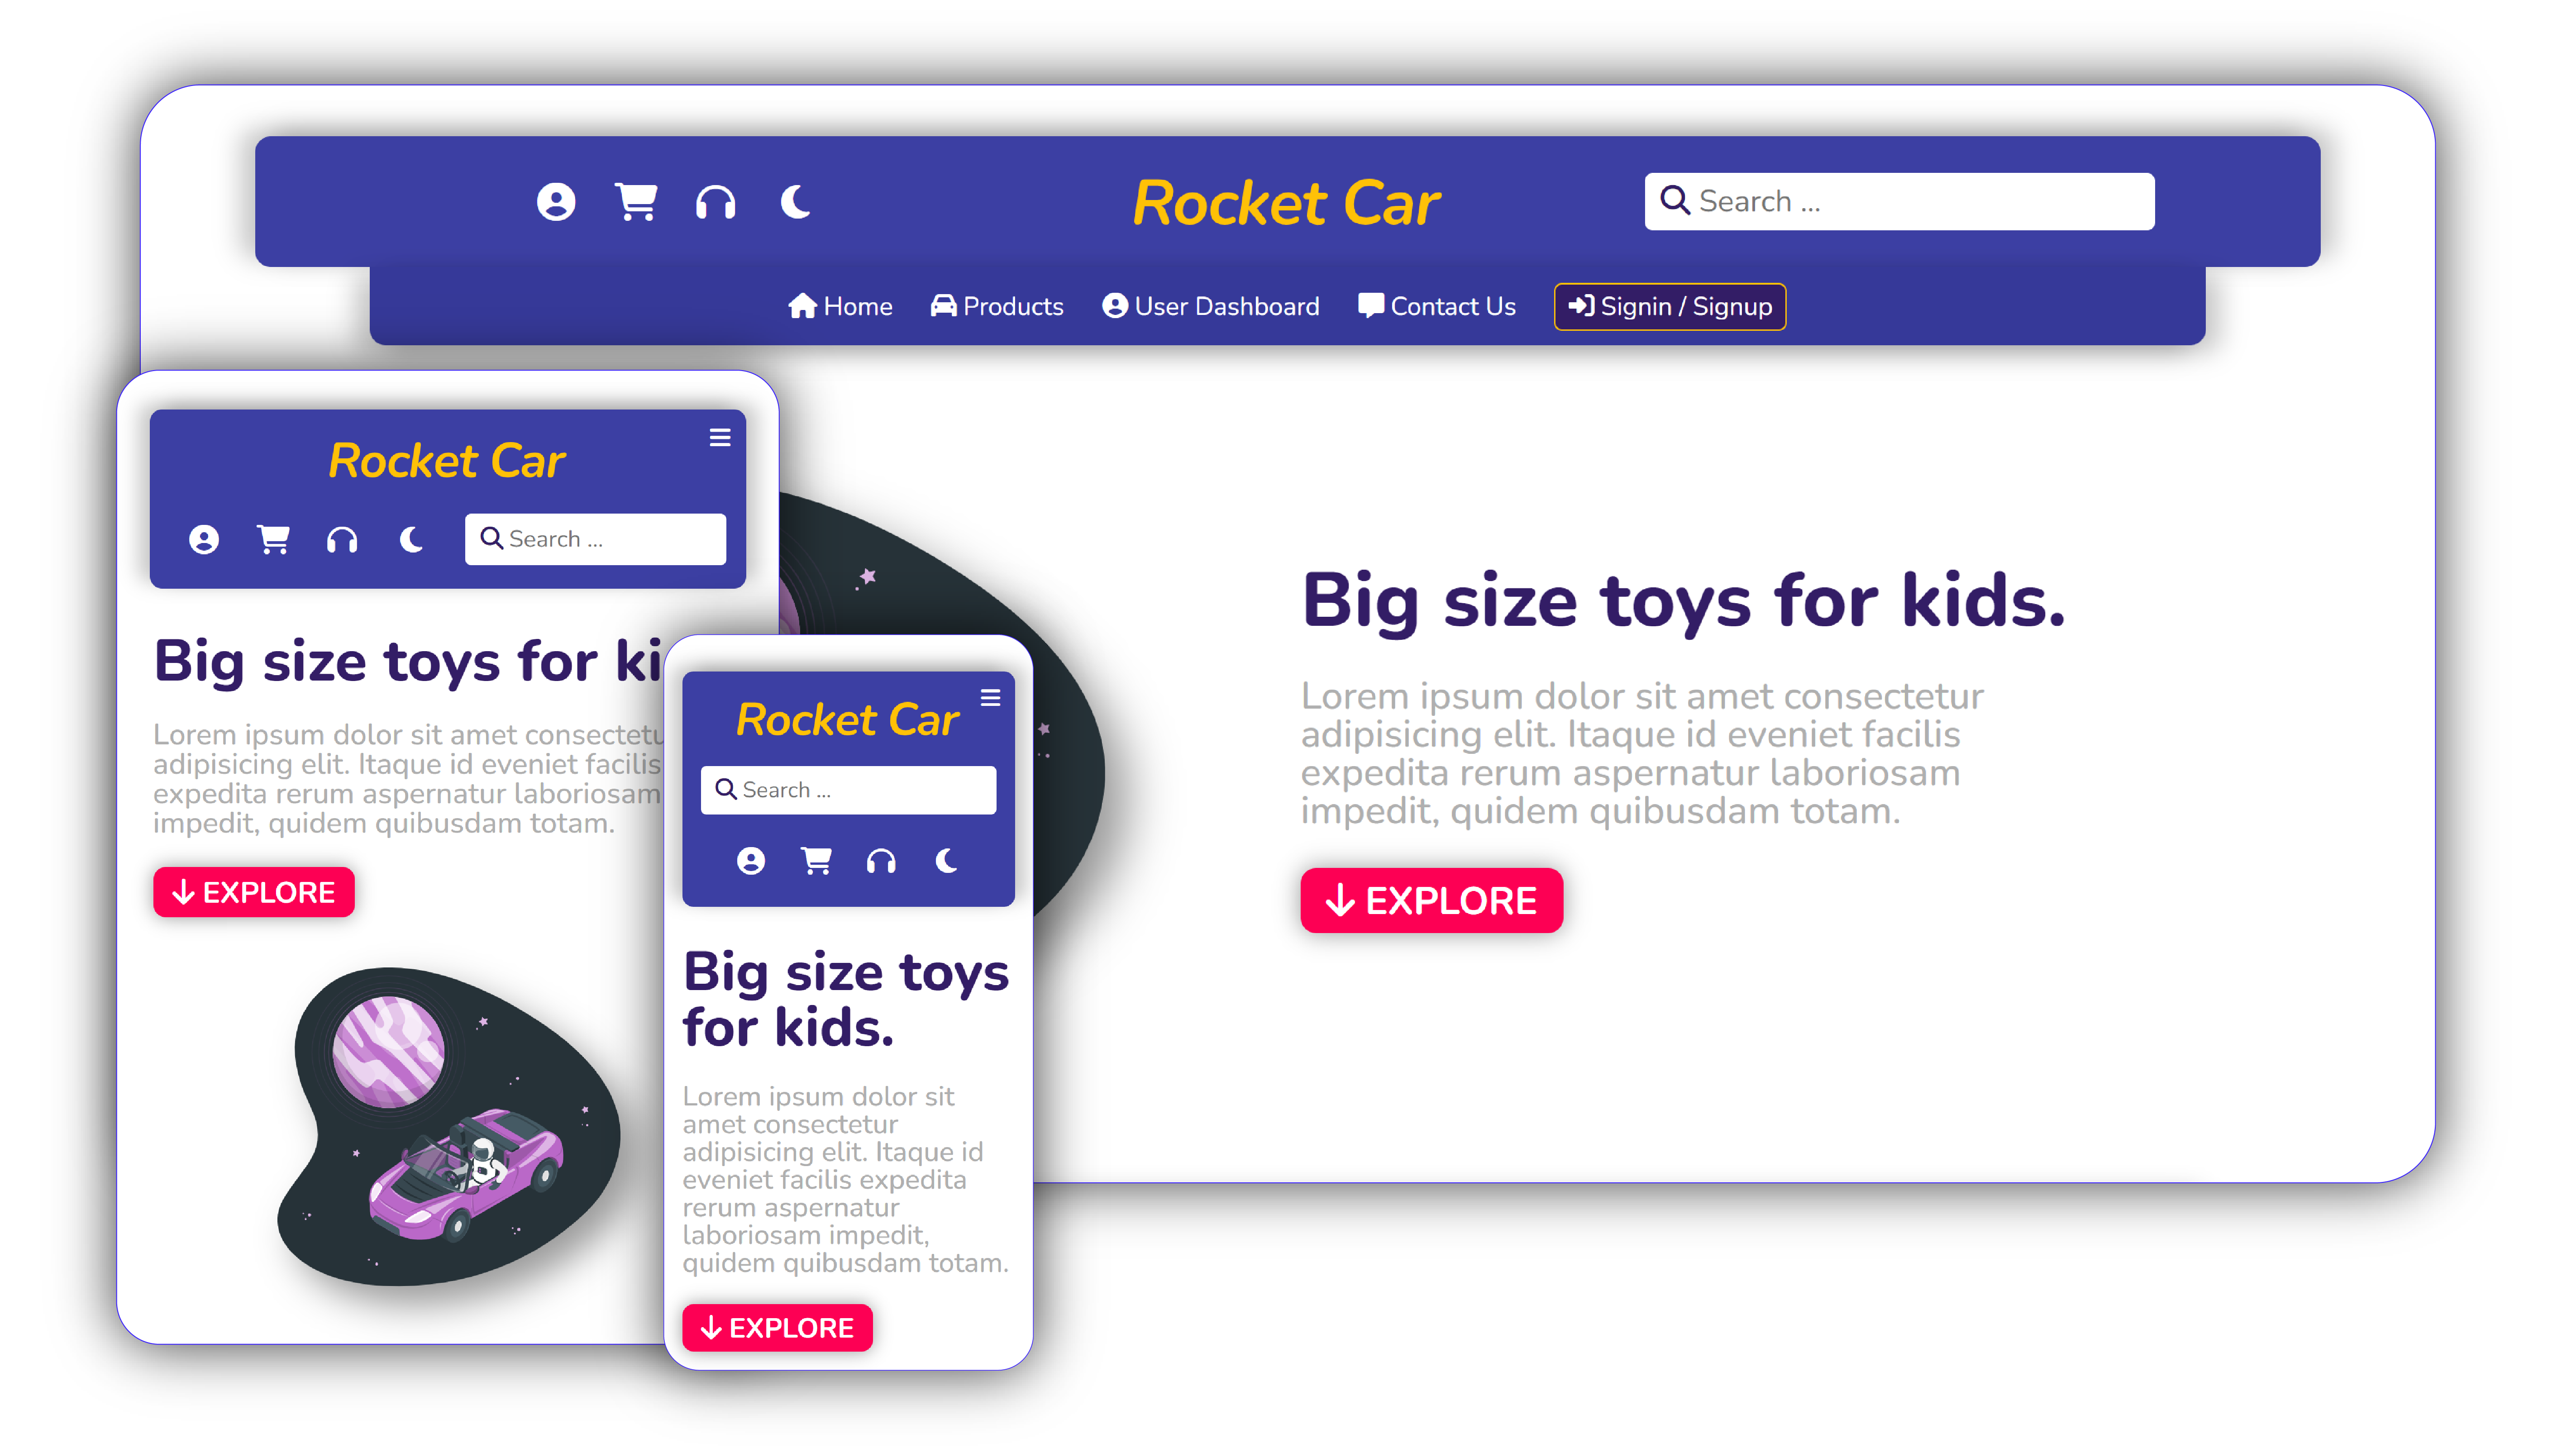 Rocket Car
Search ...
Home
Products
User Dashboard
Contact Us
Signin / Signup
Big size toys for kids.
Lorem ipsum dolor sit amet consectetur
adipisicing elit. Itaque id eveniet facilis
expedita rerum aspernatur laboriosam
impedit, quidem quibusdam totam.
EXPLORE
Rocket Car
Search ...
Big size toys for
Lorem ipsum dolor sit amet
adipisicing elit. Itaque id eveniet facilis
expedita rerum aspernatur laboriosam
impedit, quidem quibusdam totam.
EXPLORE
Rocket Car
Search ...
Big size toys
for kids.
Lorem ipsum dolor sit
amet consectetur
adipisicing elit. Itaque id
eveniet facilis expedita
rerum aspernatur
laboriosam impedit,
quidem quibusdam totam.
EXPLORE